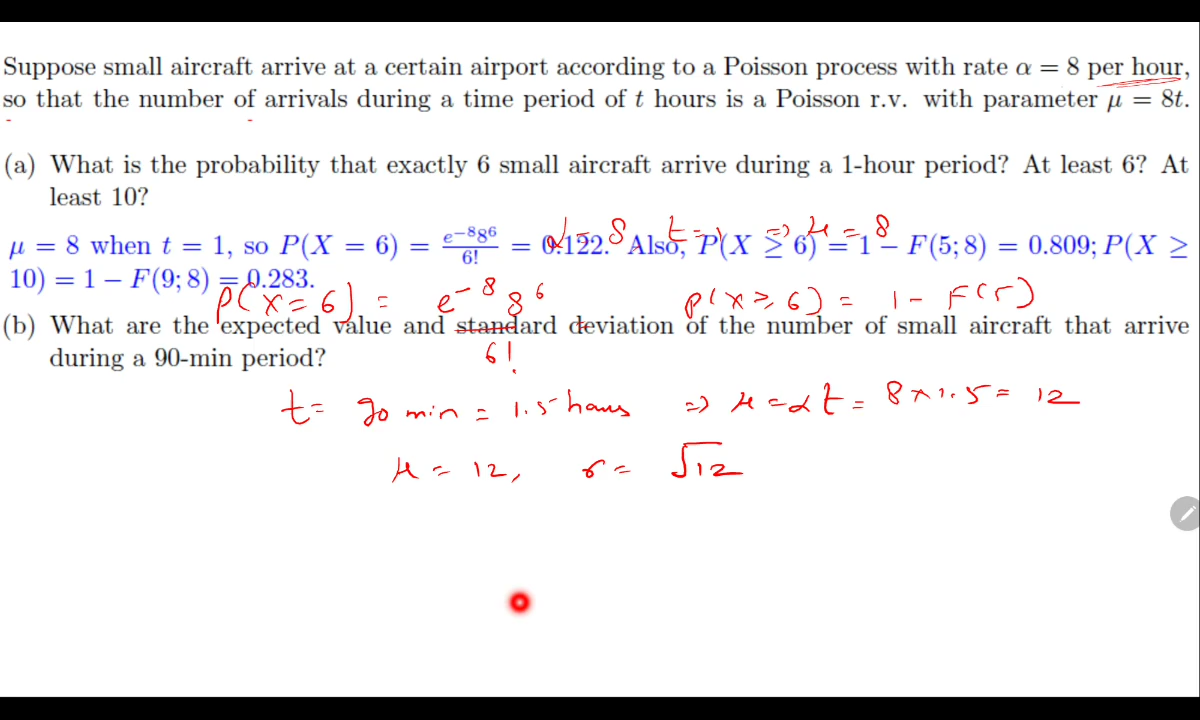 Suppose small aircraft arrive at a certain airport according to a Poisson process with rate α = 8 per hour,
so that the number of arrivals during a time period of t hours is a Poisson r.v. with parameter μ = 8t.
(a) What is the probability that exactly 6 small aircraft arrive during a 1-hour period? At least 6? At
least 10?
α = 8 t = 1 => μ = 8
μ = 8 when t = 1, so P(X = 6) = e^−8 8^6 / 6! = 0.122. Also, P(X ≥ 6) = 1 − F(5; 8) = 0.809; P(X ≥
10) = 1 − F(9; 8) = 0.283.
P(X = 6) = e^−8 8^6 / 6! P(X ≥ 6) = 1 − F(5)
(b) What are the expected value and standard deviation of the number of small aircraft that arrive
during a 90-min period?
t = 90 min = 1.5 hours => μ = αt = 8 × 1.5 = 12
μ = 12, σ = √12